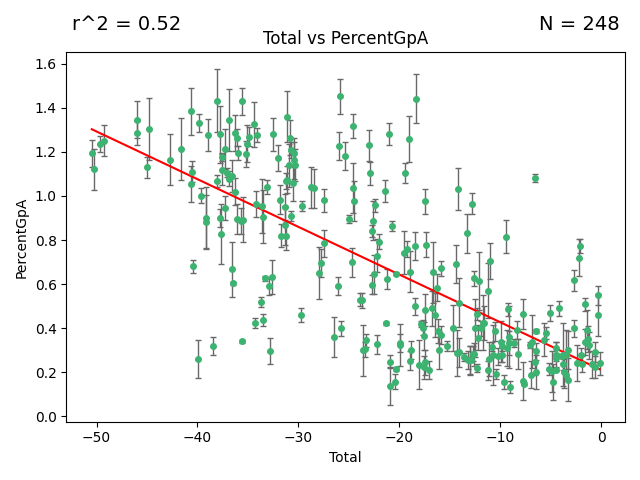 r^2 = 0.52
N = 248
Total vs PercentGpA
PercentGpA
1.6
1.4
1.2
1.0
0.8
0.6
0.4
0.2
0.0
−50 −40 −30 −20 −10 0
Total